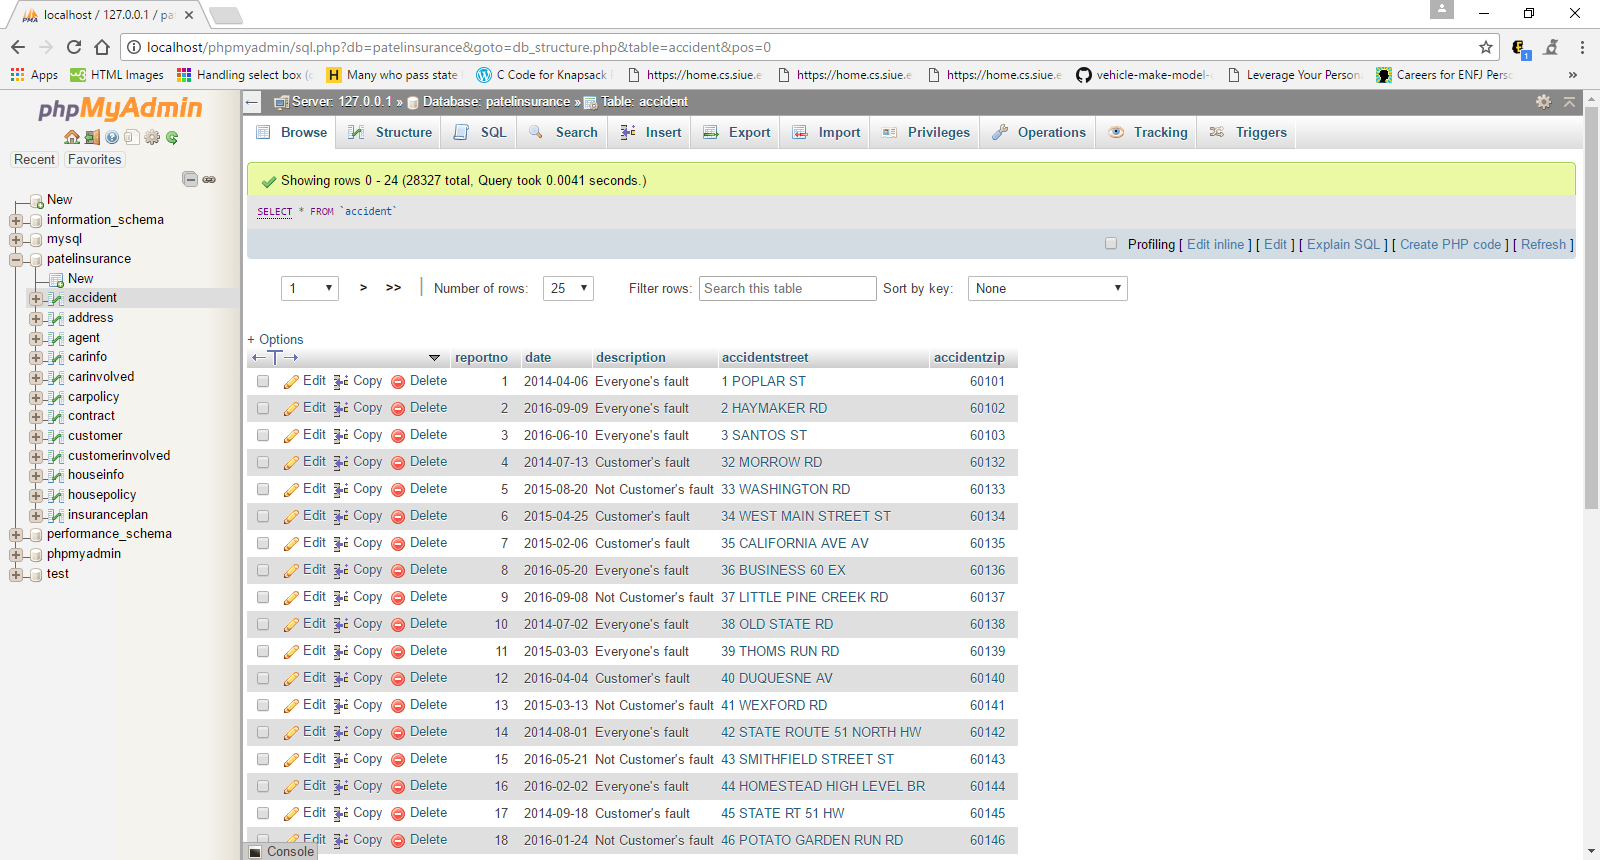 localhost / 127.0.0.1 / pa
localhost/phpmyadmin/sql.php?db=patelinsurance&goto=db_structure.php&table=accident&pos=0
1
Apps HTML Images Handling select box (c Many who pass state C Code for Knapsack https://home.cs.siue.e https://home.cs.siue.e https://home.cs.siue.e vehicle-make-model- Leverage Your Person Careers for ENFJ Pers »
phpMyAdmin
Recent Favorites
New
information_schema
mysql
patelinsurance
New
accident
address
agent
carinfo
carinvolved
carpolicy
contract
customer
customerinvolved
houseinfo
housepolicy
insuranceplan
performance_schema
phpmyadmin
test
Server: 127.0.0.1 » Database: patelinsurance » Table: accident
Browse Structure SQL Search Insert Export Import Privileges Operations Tracking Triggers
Showing rows 0 - 24 (28327 total, Query took 0.0041 seconds.)
SELECT * FROM `accident`
Profiling [ Edit inline ] [ Edit ] [ Explain SQL ] [ Create PHP code ] [ Refresh ]
1 > >> | Number of rows: 25 Filter rows: Search this table Sort by key: None
+ Options
reportno date description accidentstreet accidentzip
Edit Copy Delete 1 2014-04-06 Everyone's fault 1 POPLAR ST 60101
Edit Copy Delete 2 2016-09-09 Everyone's fault 2 HAYMAKER RD 60102
Edit Copy Delete 3 2016-06-10 Everyone's fault 3 SANTOS ST 60103
Edit Copy Delete 4 2014-07-13 Customer's fault 32 MORROW RD 60132
Edit Copy Delete 5 2015-08-20 Not Customer's fault 33 WASHINGTON RD 60133
Edit Copy Delete 6 2015-04-25 Customer's fault 34 WEST MAIN STREET ST 60134
Edit Copy Delete 7 2015-02-06 Customer's fault 35 CALIFORNIA AVE AV 60135
Edit Copy Delete 8 2016-05-20 Everyone's fault 36 BUSINESS 60 EX 60136
Edit Copy Delete 9 2016-09-08 Not Customer's fault 37 LITTLE PINE CREEK RD 60137
Edit Copy Delete 10 2014-07-02 Everyone's fault 38 OLD STATE RD 60138
Edit Copy Delete 11 2015-03-03 Everyone's fault 39 THOMS RUN RD 60139
Edit Copy Delete 12 2016-04-04 Customer's fault 40 DUQUESNE AV 60140
Edit Copy Delete 13 2015-03-13 Not Customer's fault 41 WEXFORD RD 60141
Edit Copy Delete 14 2014-08-01 Everyone's fault 42 STATE ROUTE 51 NORTH HW 60142
Edit Copy Delete 15 2016-05-21 Not Customer's fault 43 SMITHFIELD STREET ST 60143
Edit Copy Delete 16 2016-02-02 Everyone's fault 44 HOMESTEAD HIGH LEVEL BR 60144
Edit Copy Delete 17 2014-09-18 Customer's fault 45 STATE RT 51 HW 60145
Edit Copy Delete 18 2016-01-24 Not Customer's fault 46 POTATO GARDEN RUN RD 60146
Console